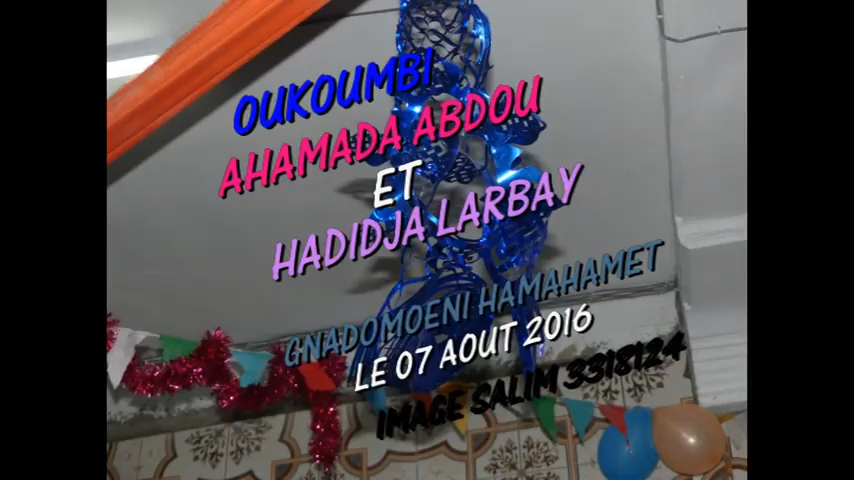 OUKOUMBI
AHAMADA ABDOU
ET
HADIDJA LARBAY
GNADOMOENI HAMAHAMET
LE 07 AOUT 2016
IMAGE SALIM 3318124